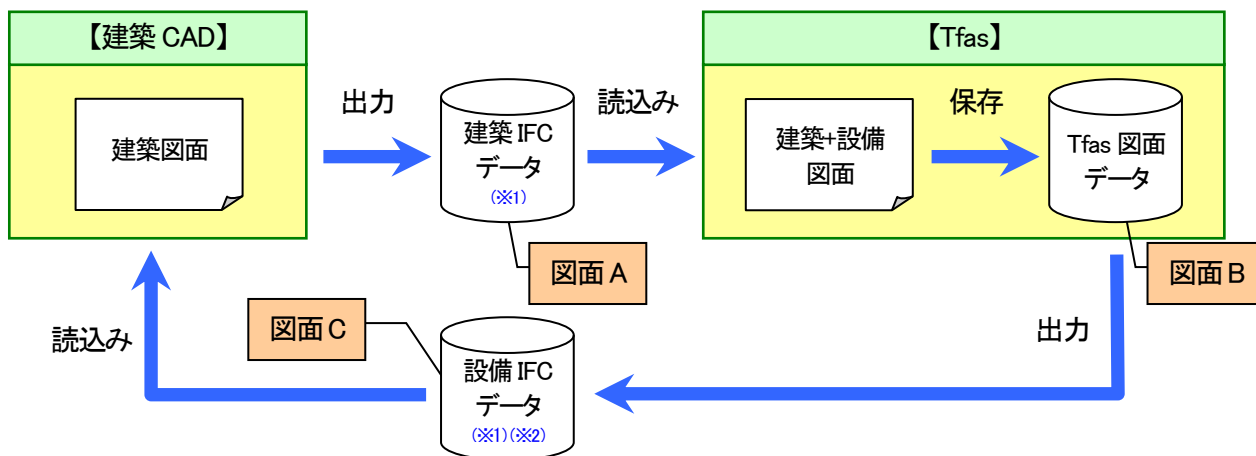 【建築 CAD】
建築図面
出力
建築 IFC
データ
(※1)
図面 A
読込み
【Tfas】
建築+設備
図面
保存
Tfas 図面
データ
図面 B
出力
図面 C
設備 IFC
データ
(※1)(※2)
読込み